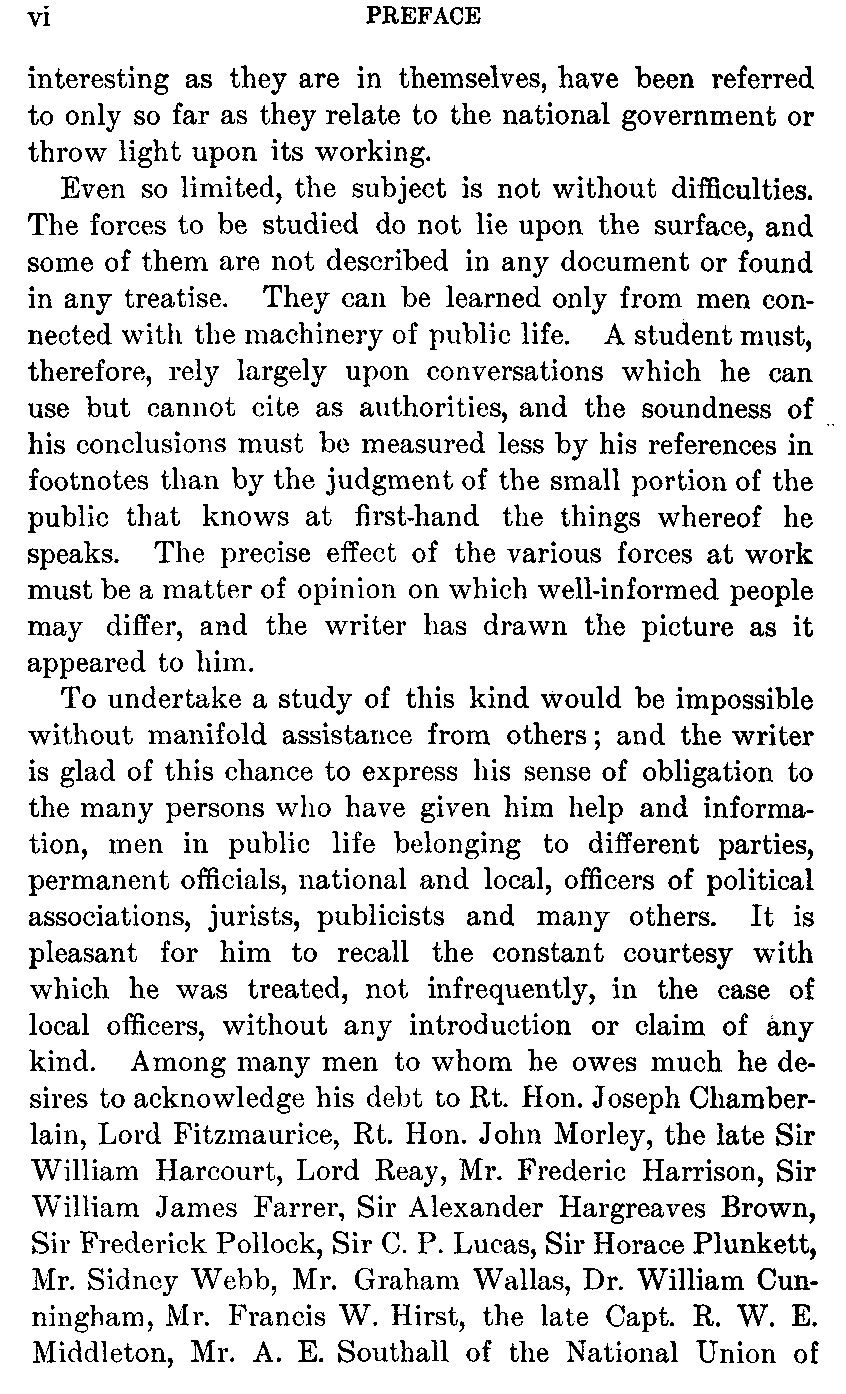 vi PREFACE
interesting as they are in themselves, have been referred
to only so far as they relate to the national government or
throw light upon its working.
Even so limited, the subject is not without difficulties.
The forces to be studied do not lie upon the surface, and
some of them are not described in any document or found
in any treatise. They can be learned only from men con-
nected with the machinery of public life. A student must,
therefore, rely largely upon conversations which he can
use but cannot cite as authorities, and the soundness of
his conclusions must be measured less by his references in
footnotes than by the judgment of the small portion of the
public that knows at first-hand the things whereof he
speaks. The precise effect of the various forces at work
must be a matter of opinion on which well-informed people
may differ, and the writer has drawn the picture as it
appeared to him.
To undertake a study of this kind would be impossible
without manifold assistance from others; and the writer
is glad of this chance to express his sense of obligation to
the many persons who have given him help and informa-
tion, men in public life belonging to different parties,
permanent officials, national and local, officers of political
associations, jurists, publicists and many others. It is
pleasant for him to recall the constant courtesy with
which he was treated, not infrequently, in the case of
local officers, without any introduction or claim of any
kind. Among many men to whom he owes much he de-
sires to acknowledge his debt to Rt. Hon. Joseph Chamber-
lain, Lord Fitzmaurice, Rt. Hon. John Morley, the late Sir
William Harcourt, Lord Reay, Mr. Frederic Harrison, Sir
William James Farrer, Sir Alexander Hargreaves Brown,
Sir Frederick Pollock, Sir C. P. Lucas, Sir Horace Plunkett,
Mr. Sidney Webb, Mr. Graham Wallas, Dr. William Cun-
ningham, Mr. Francis W. Hirst, the late Capt. R. W. E.
Middleton, Mr. A. E. Southall of the National Union of